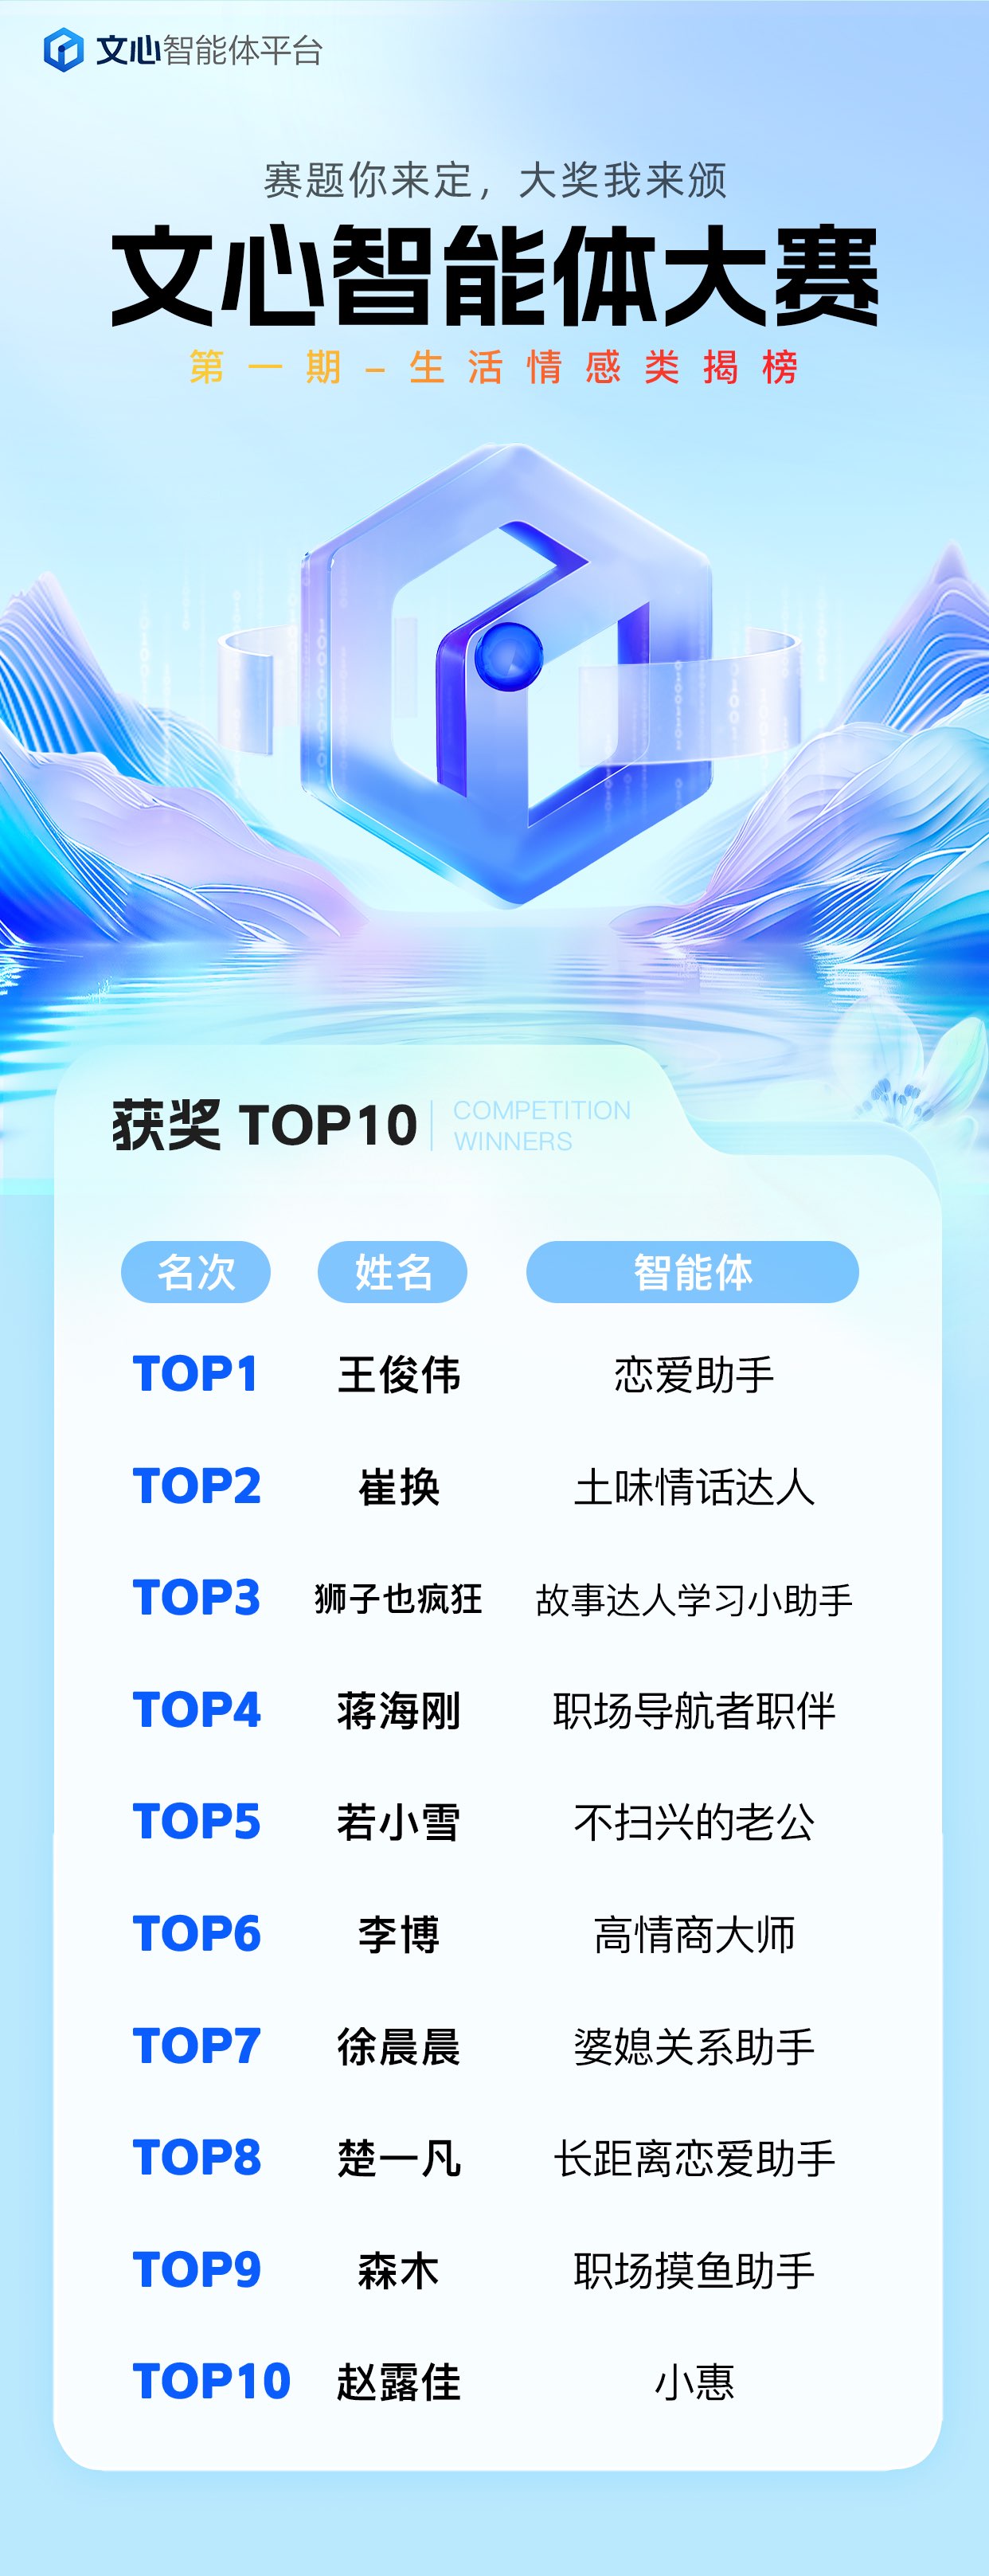 文心智能体平台
赛题你来定，大奖我来颁
文心智能体大赛
第一期–生活情感类揭榜
获奖 TOP10
COMPETITION
WINNERS
名次 姓名 智能体
TOP1 王俊伟 恋爱助手
TOP2 崔换 土味情话达人
TOP3 狮子也疯狂 故事达人学习小助手
TOP4 蒋海刚 职场导航者职伴
TOP5 若小雪 不扫兴的老公
TOP6 李博 高情商大师
TOP7 徐晨晨 婆媳关系助手
TOP8 楚一凡 长距离恋爱助手
TOP9 森木 职场摸鱼助手
TOP10 赵露佳 小惠